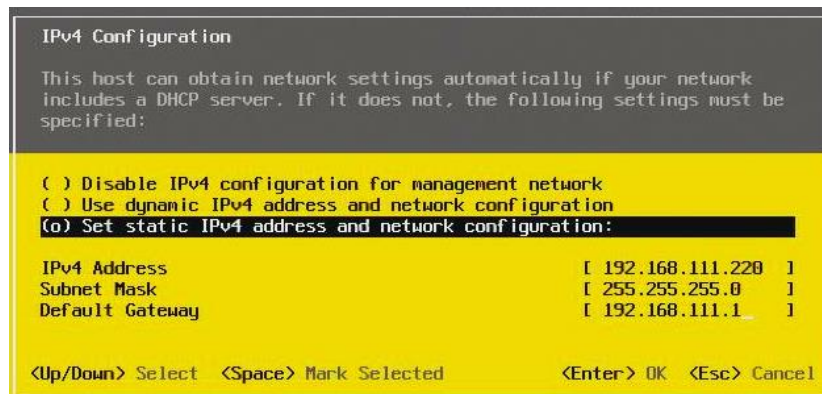 IPv4 Configuration
This host can obtain network settings automatically if your network
includes a DHCP server. If it does not, the following settings must be
specified:
( ) Disable IPv4 configuration for management network
( ) Use dynamic IPv4 address and network configuration
(o) Set static IPv4 address and network configuration:
IPv4 Address [ 192.168.111.220 ]
Subnet Mask [ 255.255.255.0 ]
Default Gateway [ 192.168.111.1_ ]
<Up/Down> Select <Space> Mark Selected <Enter> OK <Esc> Cancel